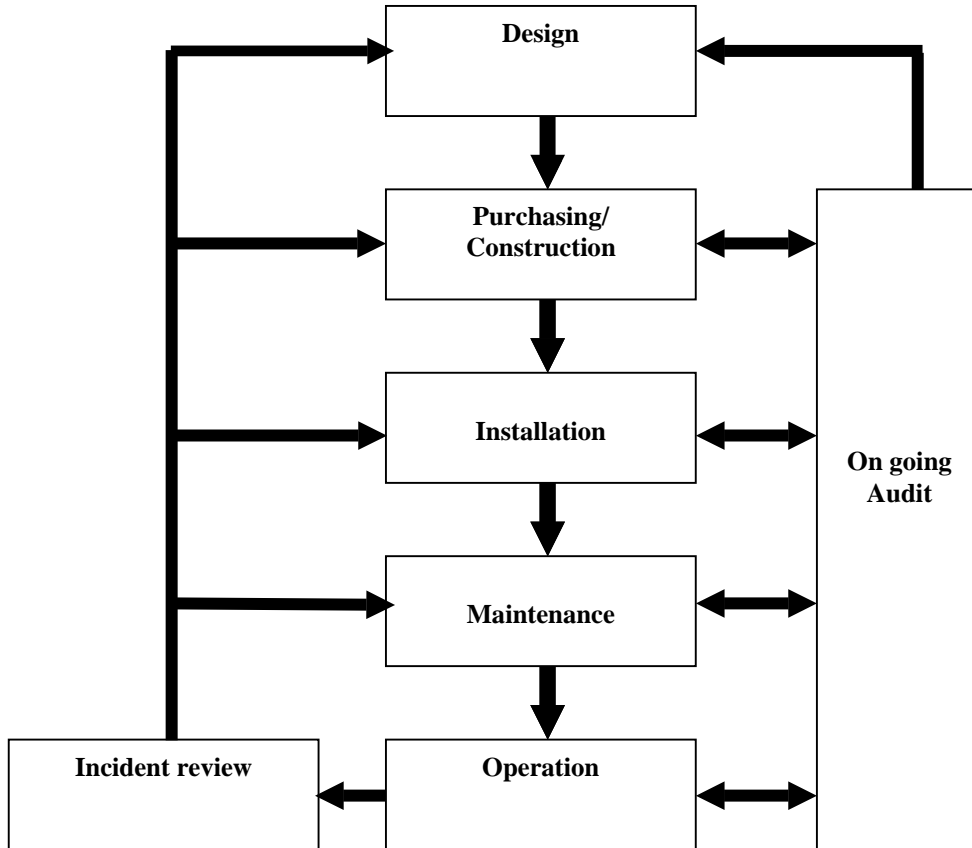 Design
Purchasing/
Construction
Installation
On going
Audit
Maintenance
Incident review
Operation